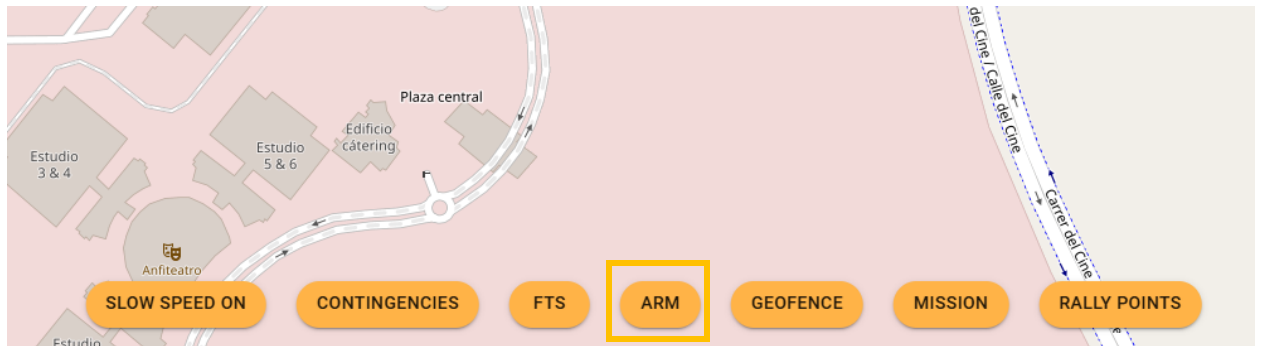 del Cine / Calle del Cine
Plaza central
Edificio
cátering
Estudio
5 & 6
Estudio
3 & 4
Carrer del Cine
Anfiteatro
SLOW SPEED ON
CONTINGENCIES
FTS
ARM
GEOFENCE
MISSION
RALLY POINTS
Estudio